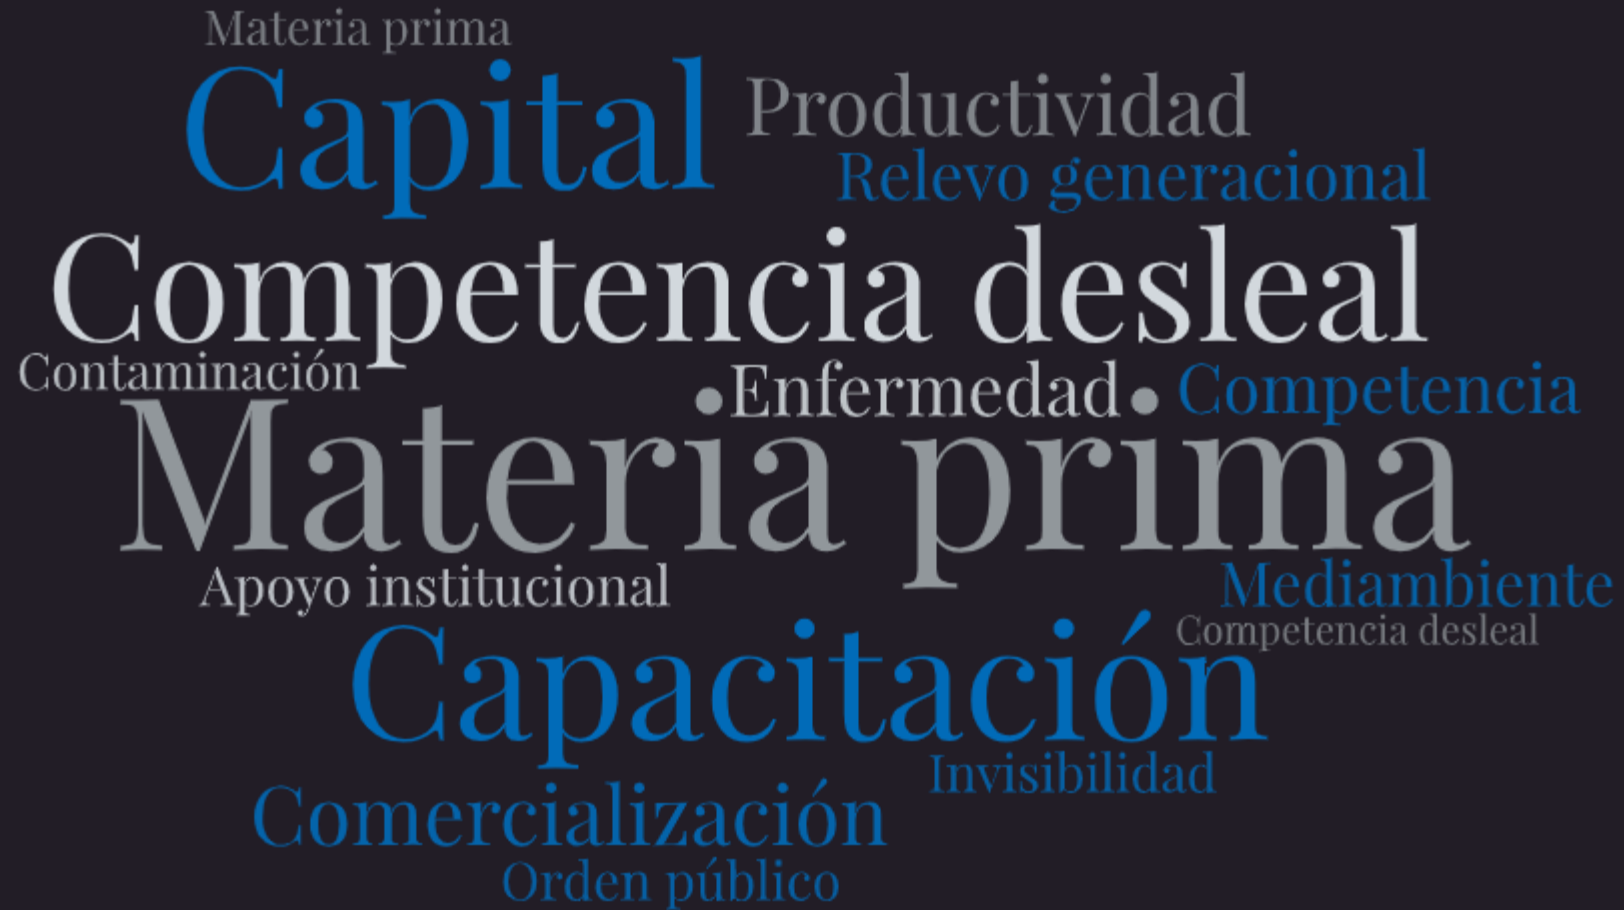 Materia prima
Capital
Productividad
Relevo generacional
Competencia desleal
Contaminación
Enfermedad
Competencia
Materia prima
Apoyo institucional
Mediambiente
Competencia desleal
Capacitación
Invisibilidad
Comercialización
Orden público